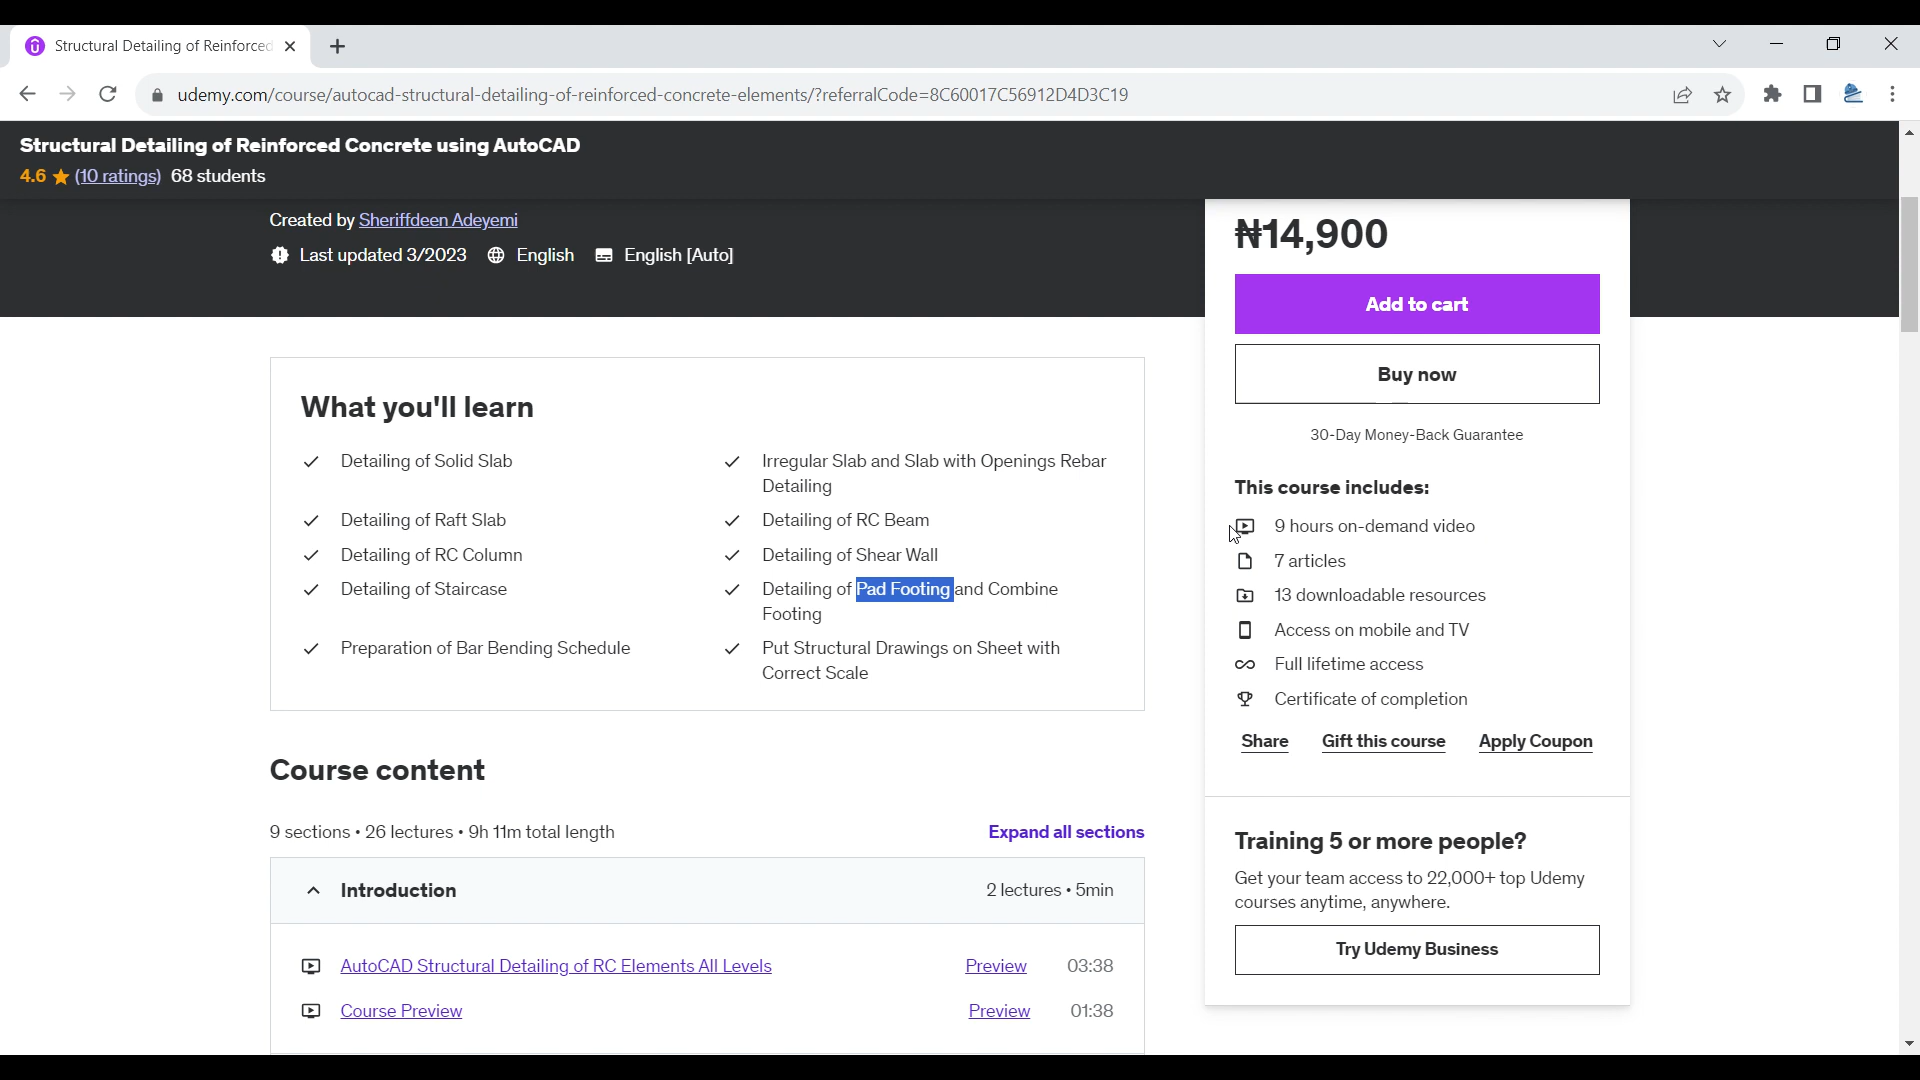 Structural Detailing of Reinforced
udemy.com/course/autocad-structural-detailing-of-reinforced-concrete-elements/?referralCode=8C60017C56912D4D3C19
Structural Detailing of Reinforced Concrete using AutoCAD
4.6 (10 ratings) 68 students
Created by Sheriffdeen Adeyemi
Last updated 3/2023 English English [Auto]
What you'll learn
Detailing of Solid Slab
Irregular Slab and Slab with Openings Rebar
Detailing
Detailing of Raft Slab
Detailing of RC Beam
Detailing of RC Column
Detailing of Shear Wall
Detailing of Staircase
Detailing of Pad Footing and Combine
Footing
Preparation of Bar Bending Schedule
Put Structural Drawings on Sheet with
Correct Scale
Course content
9 sections • 26 lectures • 9h 11m total length
Expand all sections
Introduction
2 lectures • 5min
AutoCAD Structural Detailing of RC Elements All Levels
Preview 03:38
Course Preview
Preview 01:38
₦14,900
Add to cart
Buy now
30-Day Money-Back Guarantee
This course includes:
9 hours on-demand video
7 articles
13 downloadable resources
Access on mobile and TV
Full lifetime access
Certificate of completion
Share Gift this course Apply Coupon
Training 5 or more people?
Get your team access to 22,000+ top Udemy
courses anytime, anywhere.
Try Udemy Business